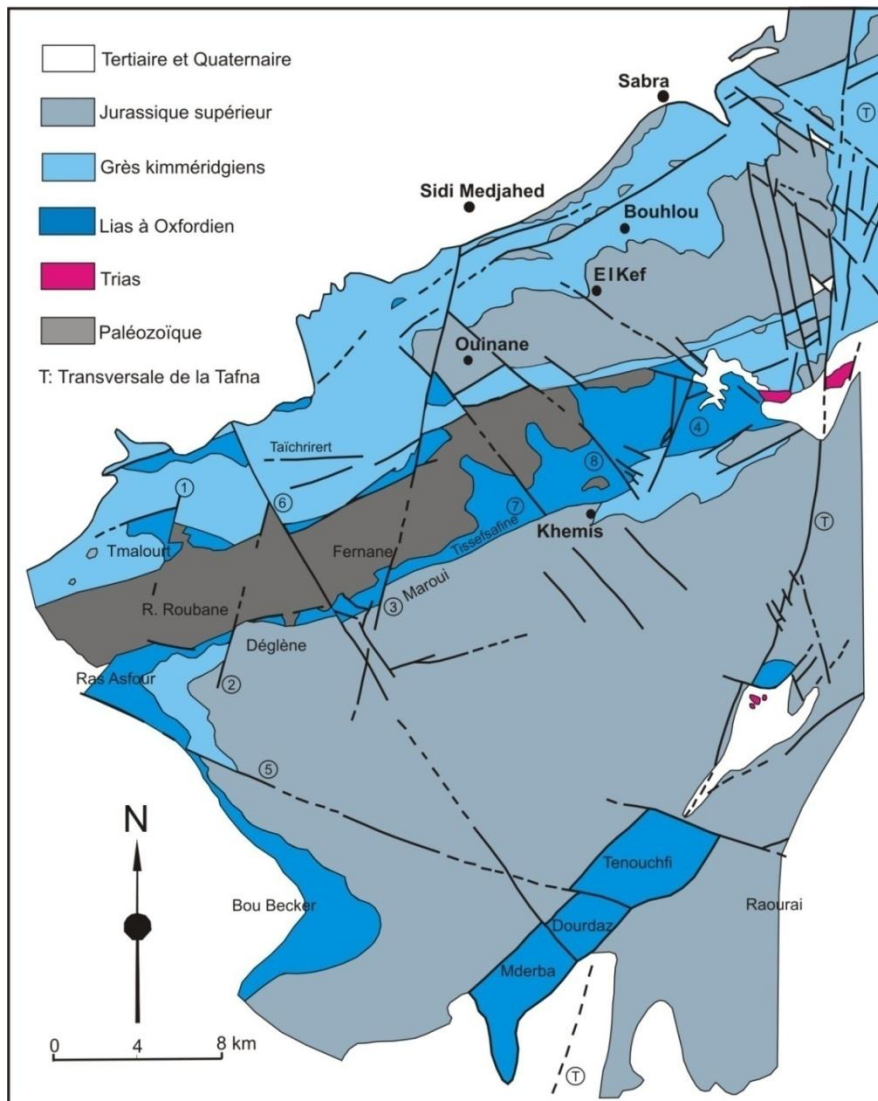 Tertiaire et Quaternaire
Jurassique supérieur
Grès kimméridgiens
Lias à Oxfordien
Trias
Paléozoïque
T: Transversale de la Tafna
Sabra
T
Sidi Medjahed
Bouhlou
El Kef
Ouinane
Taïchrirert
4
1
6
8
7
Khemis
T
Tmalourt
Fernane
Tissefsafine
R. Roubane
3
Maroui
Déglène
Ras Asfour
2
5
N
Tenouchfi
Bou Becker
Raourai
Dourdaz
Mderba
0 4 8 km
T